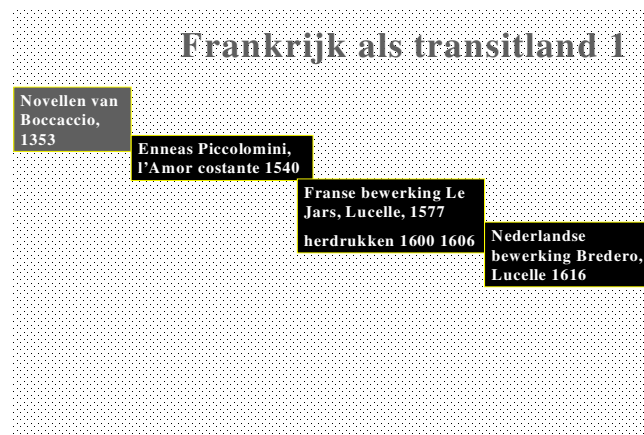 Frankrijk als transitland 1
Novellen van
Boccaccio,
1353
Enneas Piccolomini,
l’Amor costante 1540
Franse bewerking Le
Jars, Lucelle, 1577
herdrukken 1600 1606
Nederlandse
bewerking Bredero,
Lucelle 1616